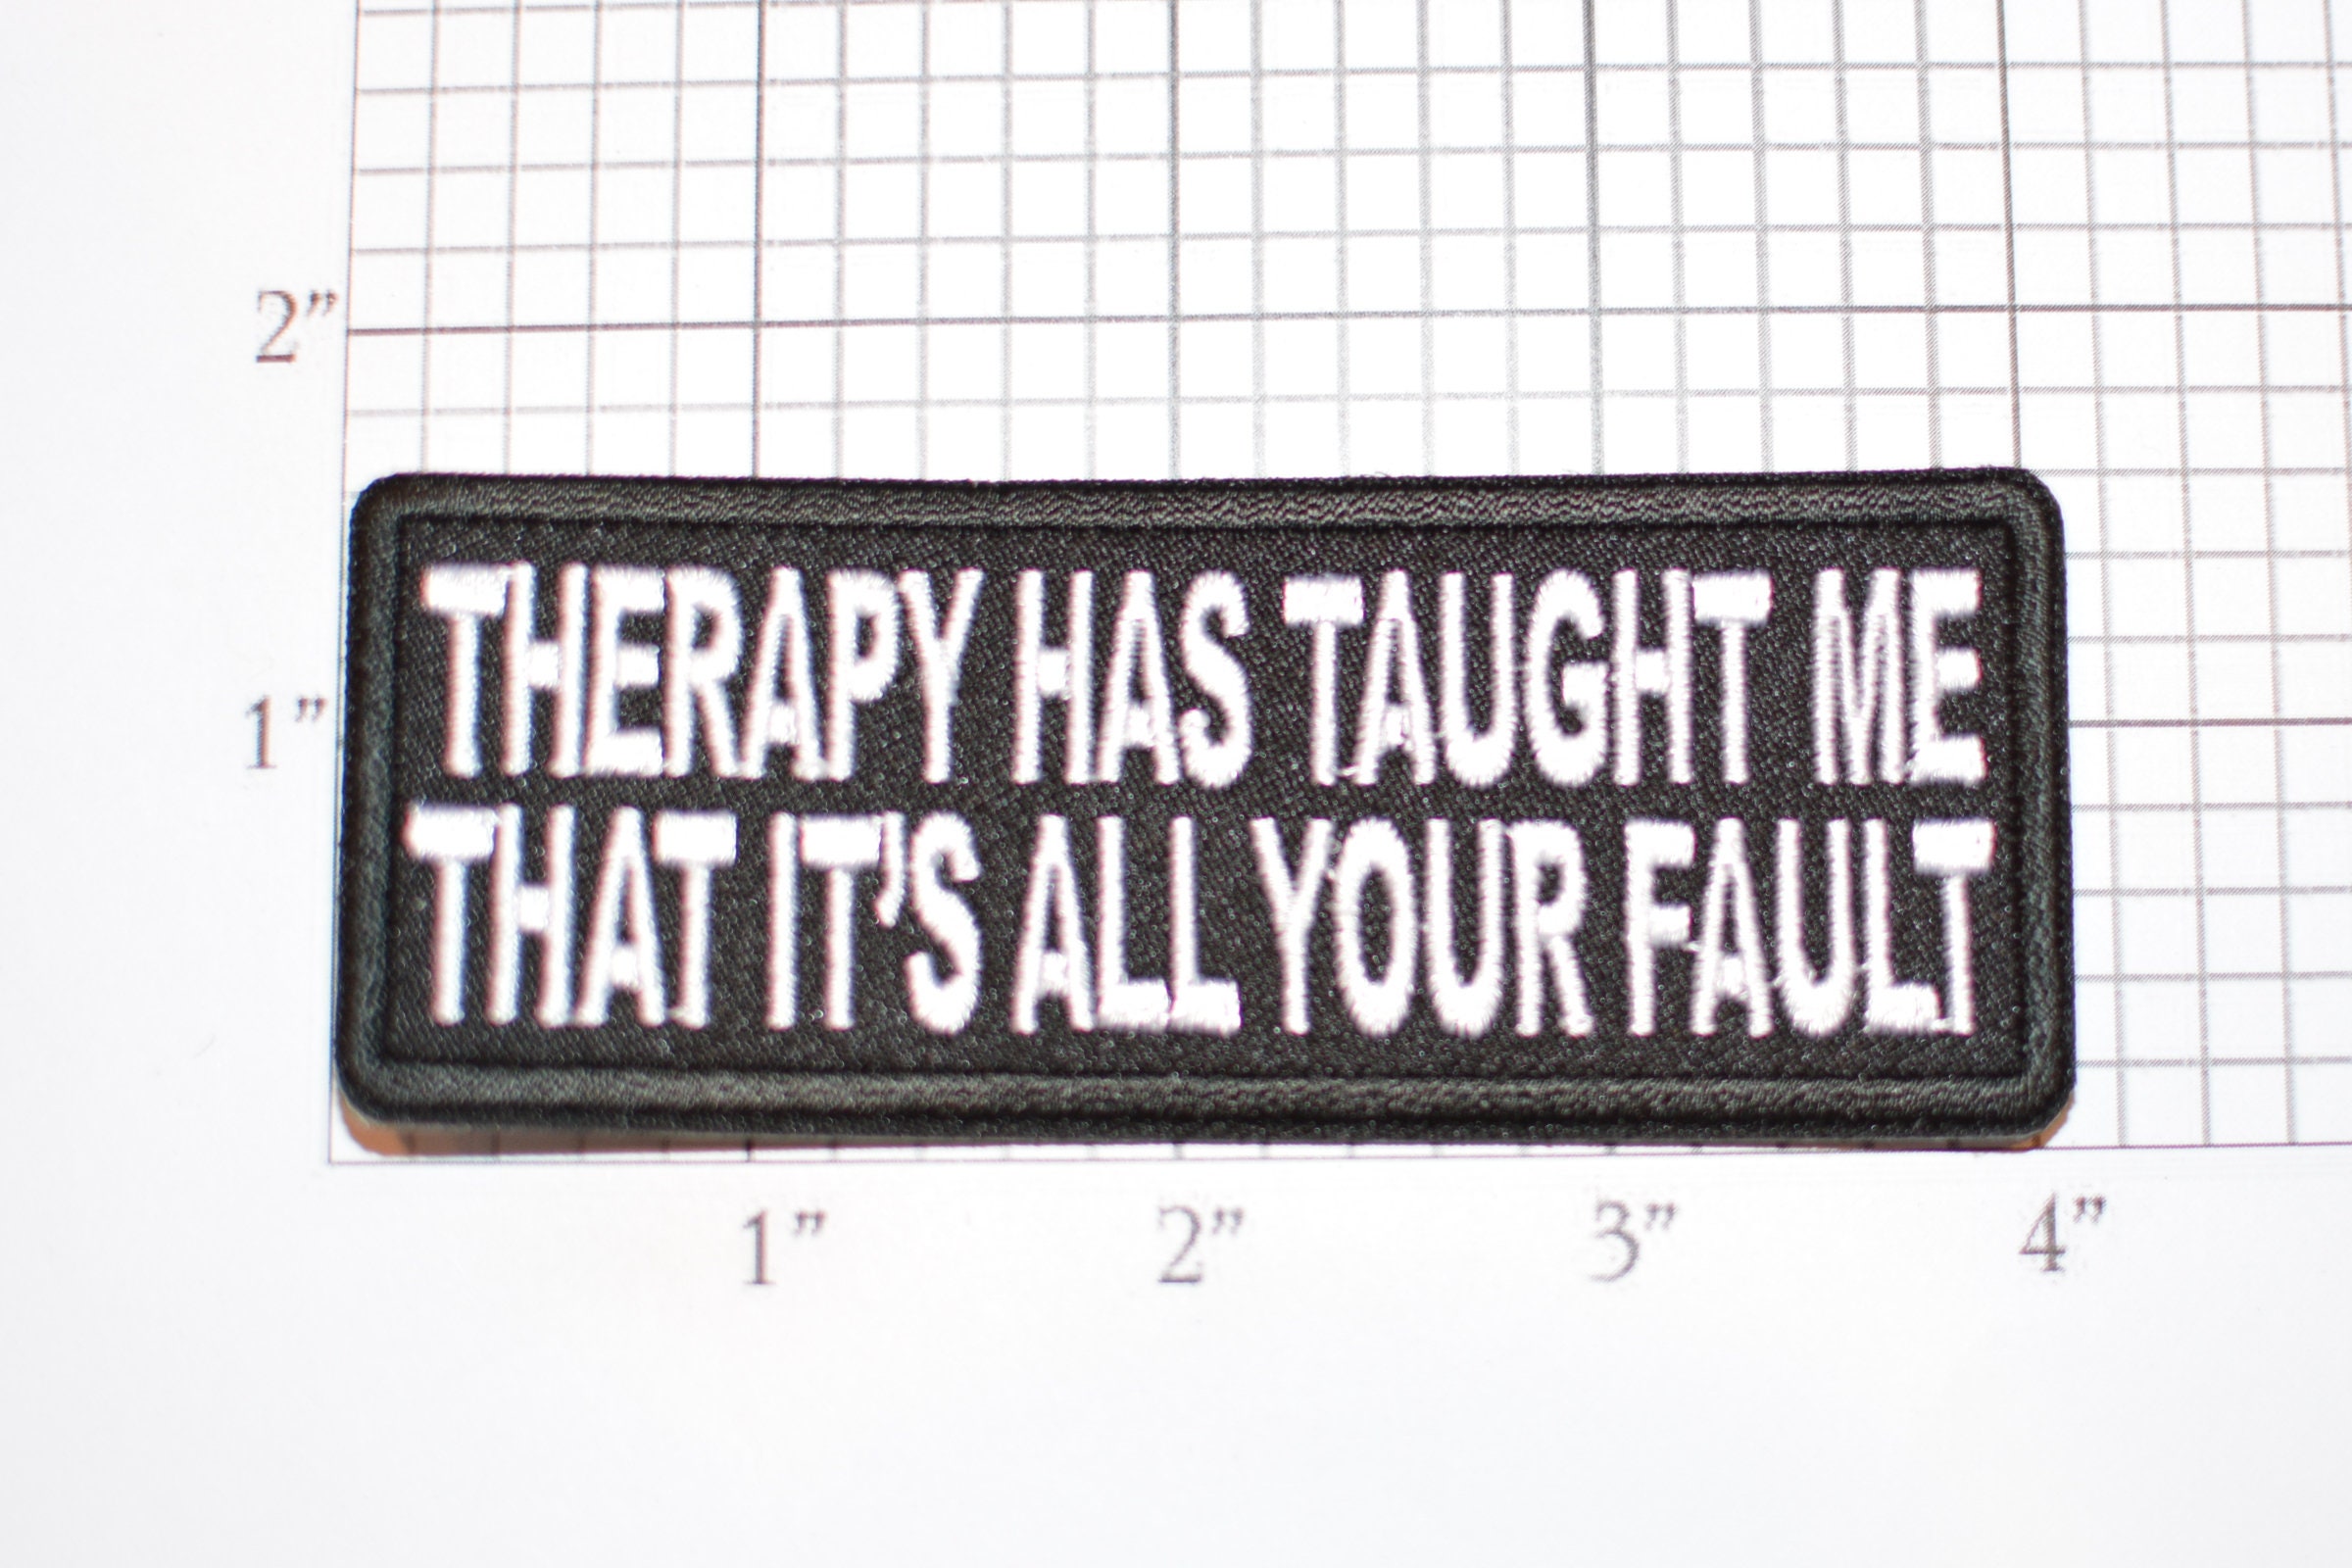 2”
1”
THERAPY HAS TAUGHT ME
THAT IT’S ALL YOUR FAULT
1” 2” 3” 4”